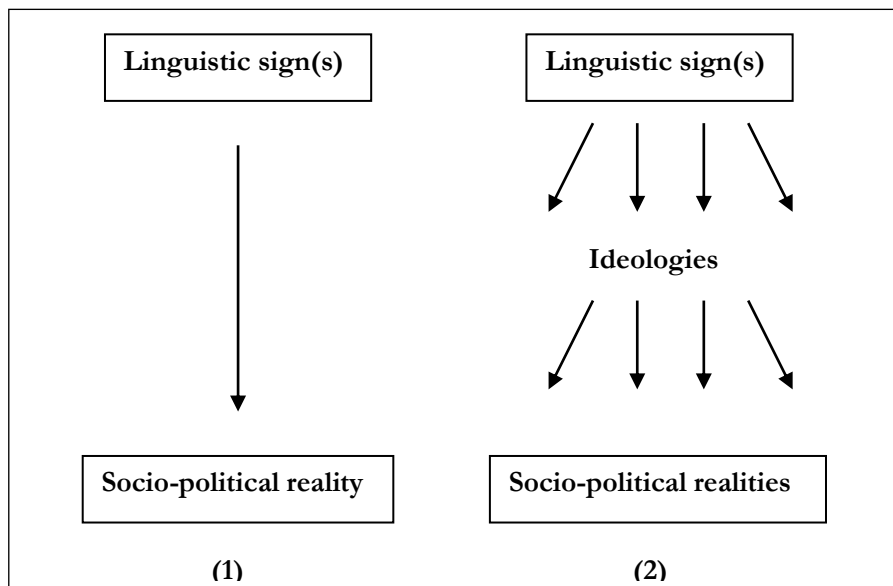 Linguistic sign(s)
Linguistic sign(s)
Ideologies
Socio-political reality
Socio-political realities
(1)
(2)